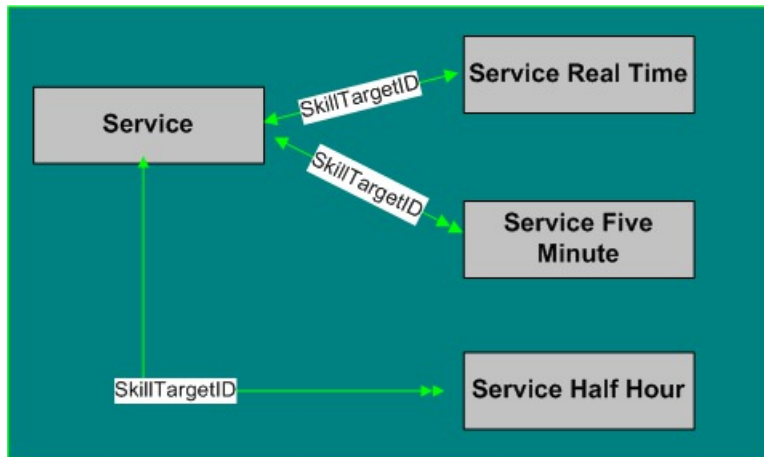 Service Real Time
SkillTargetID
Service
SkillTargetID
Service Five
Minute
SkillTargetID
Service Half Hour